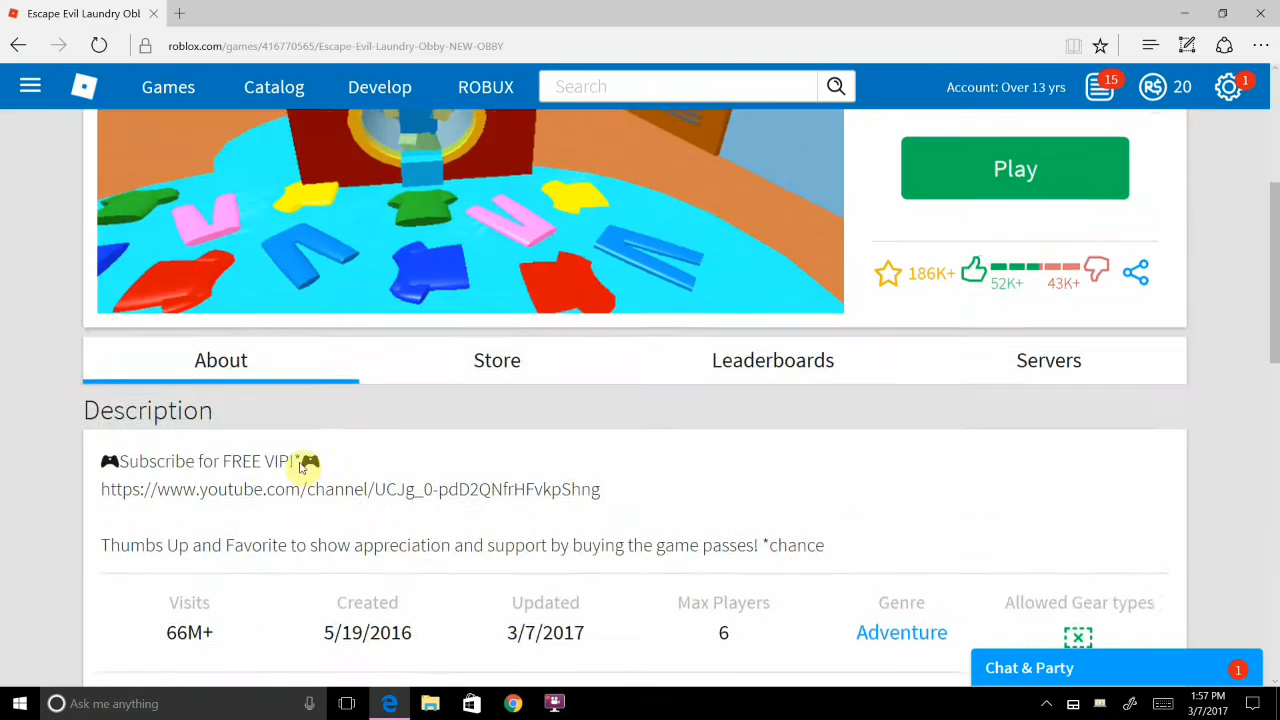 Escape Evil Laundry Obl
roblox.com/games/416770565/Escape-Evil-Laundry-Obby-NEW-OBBY
Games Catalog Develop ROBUX Search Account: Over 13 yrs 15 R$ 20 1
Play
186K+ 52K+ 43K+
About Store Leaderboards Servers
Description
🎮Subscribe for FREE VIP!*🎮
https://www.youtube.com/channel/UCJg_0-pdD2QNfrHFvkpShng
Thumbs Up and Favorite to show appreciation and support by buying the game passes! *chance
Visits Created Updated Max Players Genre Allowed Gear types
66M+ 5/19/2016 3/7/2017 6 Adventure
Chat & Party 1
Ask me anything
1:57 PM
3/7/2017